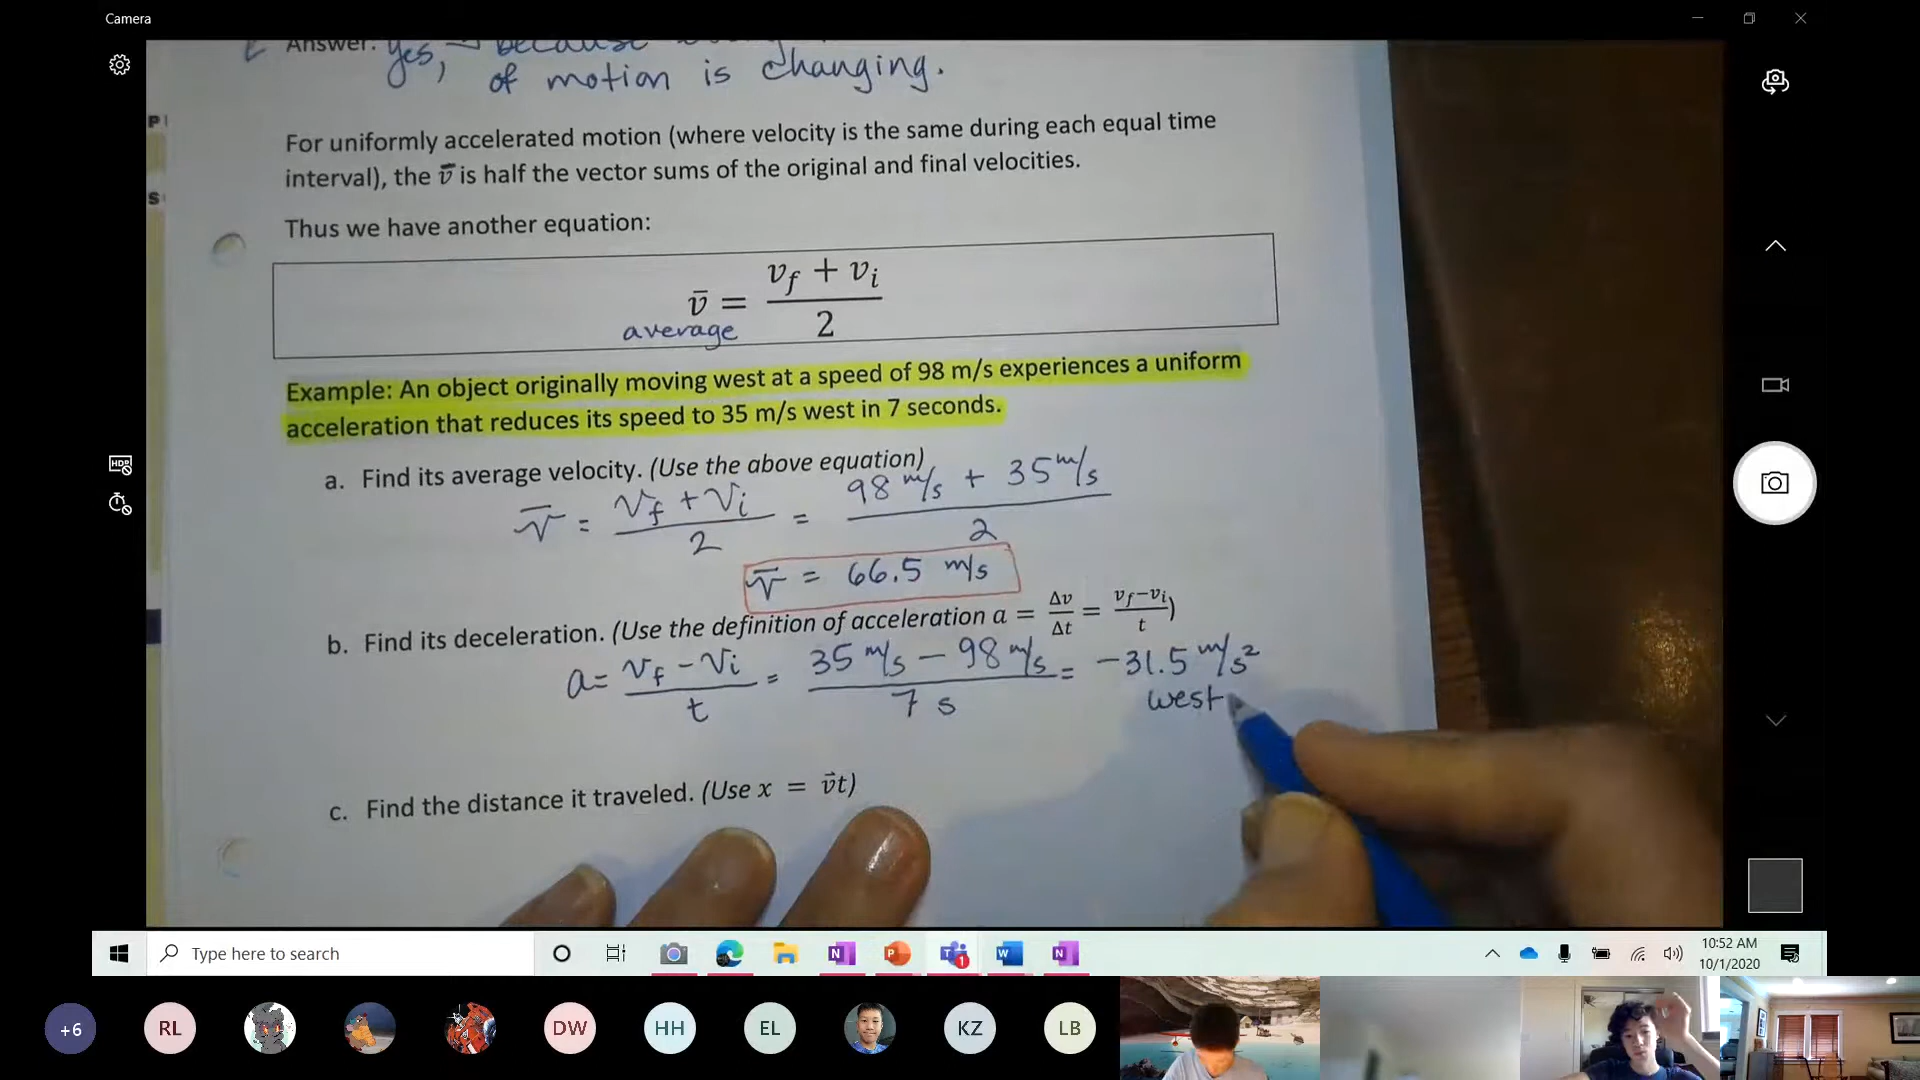 Camera
Answer: Yes, → because
of motion is changing.
For uniformly accelerated motion (where velocity is the same during each equal time
interval), the v̄ is half the vector sums of the original and final velocities.
Thus we have another equation:
v̄ = (v_f + v_i)/2
average
Example: An object originally moving west at a speed of 98 m/s experiences a uniform
acceleration that reduces its speed to 35 m/s west in 7 seconds.
a. Find its average velocity. (Use the above equation)
v̄ = (v_f + v_i)/2 = (98 m/s + 35 m/s)/2
v̄ = 66.5 m/s
b. Find its deceleration. (Use the definition of acceleration a = Δv/Δt = (v_f−v_i)/t)
a = (v_f − v_i)/t = (35 m/s − 98 m/s)/7 s = −31.5 m/s²
west
c. Find the distance it traveled. (Use x = v̄t)
HDR
Type here to search
N
P
1
W
N
10:52 AM
10/1/2020
+6
RL
DW
HH
EL
KZ
LB